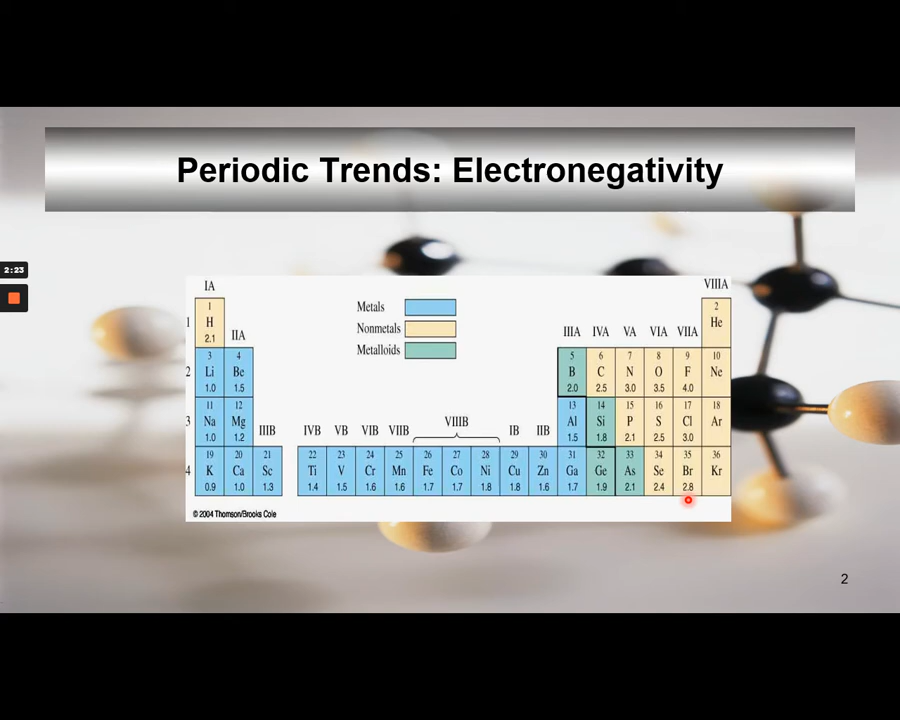 Periodic Trends: Electronegativity
2:23
IA VIIIA
1 2
1 H He
2.1 IIA Metals Nonmetals Metalloids IIIA IVA VA VIA VIIA
3 4 5 6 7 8 9 10
2 Li Be B C N O F Ne
1.0 1.5 2.0 2.5 3.0 3.5 4.0
11 12 13 14 15 16 17 18
3 Na Mg Al Si P S Cl Ar
1.0 1.2 IIIB IVB VB VIB VIIB VIIIB IB IIB 1.5 1.8 2.1 2.5 3.0
19 20 21 22 23 24 25 26 27 28 29 30 31 32 33 34 35 36
4 K Ca Sc Ti V Cr Mn Fe Co Ni Cu Zn Ga Ge As Se Br Kr
0.9 1.0 1.3 1.4 1.5 1.6 1.6 1.7 1.7 1.8 1.8 1.6 1.7 1.9 2.1 2.4 2.8
© 2004 Thomson/Brooks Cole
2